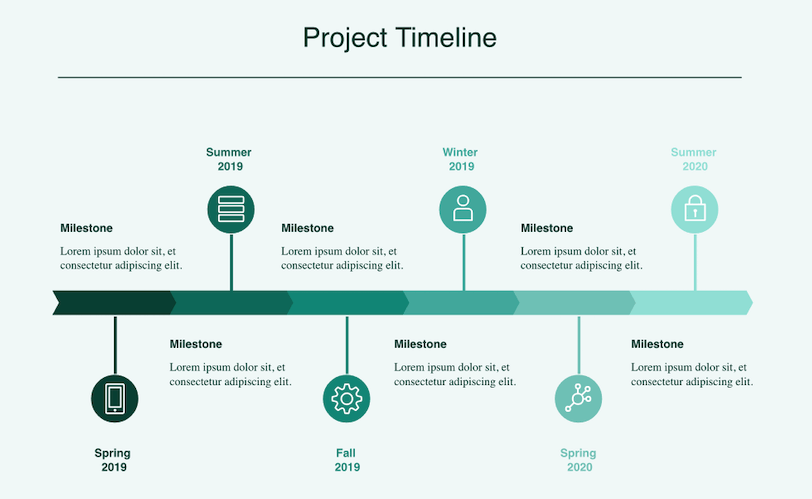 Project Timeline
Summer
2019
Winter
2019
Summer
2020
Milestone
Lorem ipsum dolor sit, et
consectetur adipiscing elit.
Milestone
Lorem ipsum dolor sit, et
consectetur adipiscing elit.
Milestone
Lorem ipsum dolor sit, et
consectetur adipiscing elit.
Milestone
Lorem ipsum dolor sit, et
consectetur adipiscing elit.
Milestone
Lorem ipsum dolor sit, et
consectetur adipiscing elit.
Milestone
Lorem ipsum dolor sit, et
consectetur adipiscing elit.
Spring
2019
Fall
2019
Spring
2020